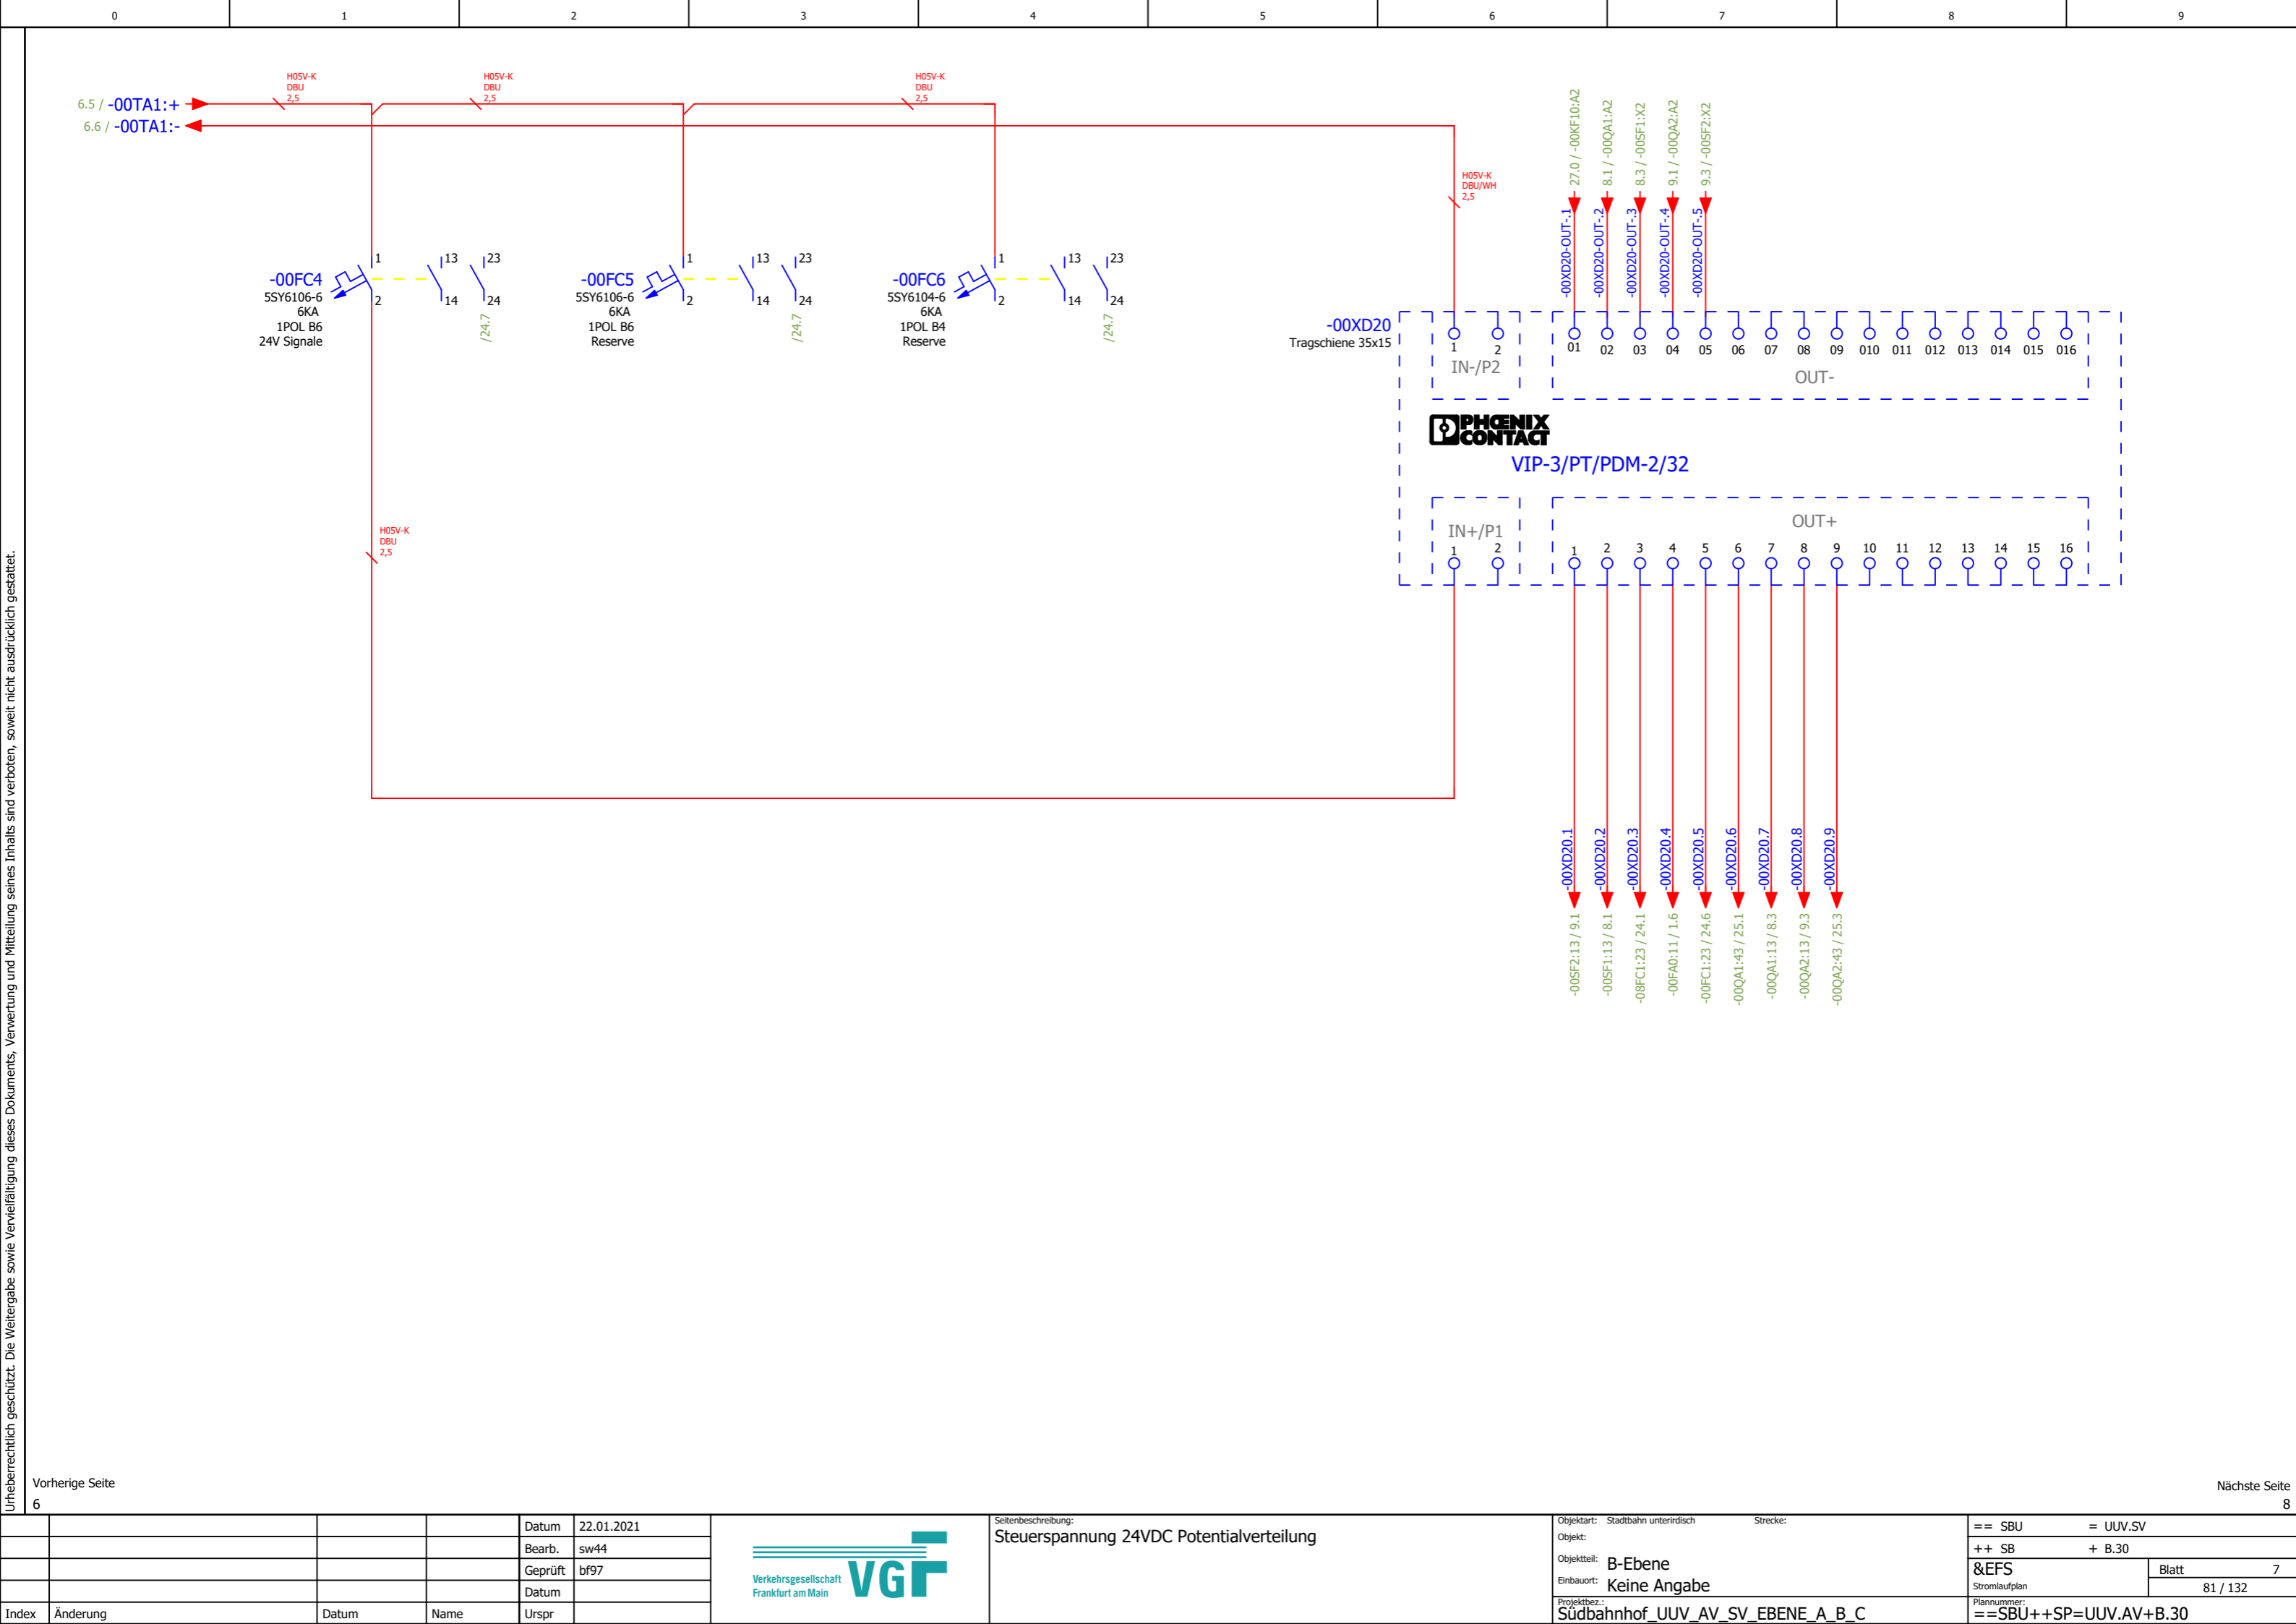 0 1 2 3 4 5 6 7 8 9
6.5 / -00TA1:+
6.6 / -00TA1:-
H05V-K
DBU
2,5
H05V-K
DBU
2,5
H05V-K
DBU
2,5
H05V-K
DBU/WH
2,5
27.0 / -00KF10:A2
8.1 / -00QA1:A2
8.3 / -00SF1:X2
9.1 / -00QA2:A2
9.3 / -00SF2:X2
-00XD20-OUT-.1
-00XD20-OUT-.2
-00XD20-OUT-.3
-00XD20-OUT-.4
-00XD20-OUT-.5
-00FC4
5SY6106-6
6KA
1POL B6
24V Signale
1 13 23
2 14 24
/24.7
-00FC5
5SY6106-6
6KA
1POL B6
Reserve
1 13 23
2 14 24
/24.7
-00FC6
5SY6104-6
6KA
1POL B4
Reserve
1 13 23
2 14 24
/24.7
-00XD20
Tragschiene 35x15
1 2
IN-/P2
01 02 03 04 05 06 07 08 09 010 011 012 013 014 015 016
OUT-
PHŒNIX
CONTACT
VIP-3/PT/PDM-2/32
IN+/P1
1 2
OUT+
1 2 3 4 5 6 7 8 9 10 11 12 13 14 15 16
H05V-K
DBU
2,5
-00XD20.1
-00XD20.2
-00XD20.3
-00XD20.4
-00XD20.5
-00XD20.6
-00XD20.7
-00XD20.8
-00XD20.9
-00SF2:13 / 9.1
-00SF1:13 / 8.1
-08FC1:23 / 24.1
-00FA0:11 / 1.6
-00FC1:23 / 24.6
-00QA1:43 / 25.1
-00QA1:13 / 8.3
-00QA2:13 / 9.3
-00QA2:43 / 25.3
Urheberrechtlich geschützt. Die Weitergabe sowie Vervielfältigung dieses Dokuments, Verwertung und Mitteilung seines Inhalts sind verboten, soweit nicht ausdrücklich gestattet.
Vorherige Seite
6
Nächste Seite
8
Datum 22.01.2021
Bearb. sw44
Geprüft bf97
Datum
Index Änderung Datum Name Urspr
Verkehrsgesellschaft
Frankfurt am Main
VGF
Seitenbeschreibung:
Steuerspannung 24VDC Potentialverteilung
Objektart: Stadtbahn unterirdisch Strecke:
Objekt:
Objektteil: B-Ebene
Einbauort: Keine Angabe
Projektbez.:
Südbahnhof_UUV_AV_SV_EBENE_A_B_C
== SBU = UUV.SV
++ SB + B.30
&EFS
Stromlaufplan
Blatt 7
81 / 132
Plannummer:
==SBU++SP=UUV.AV+B.30